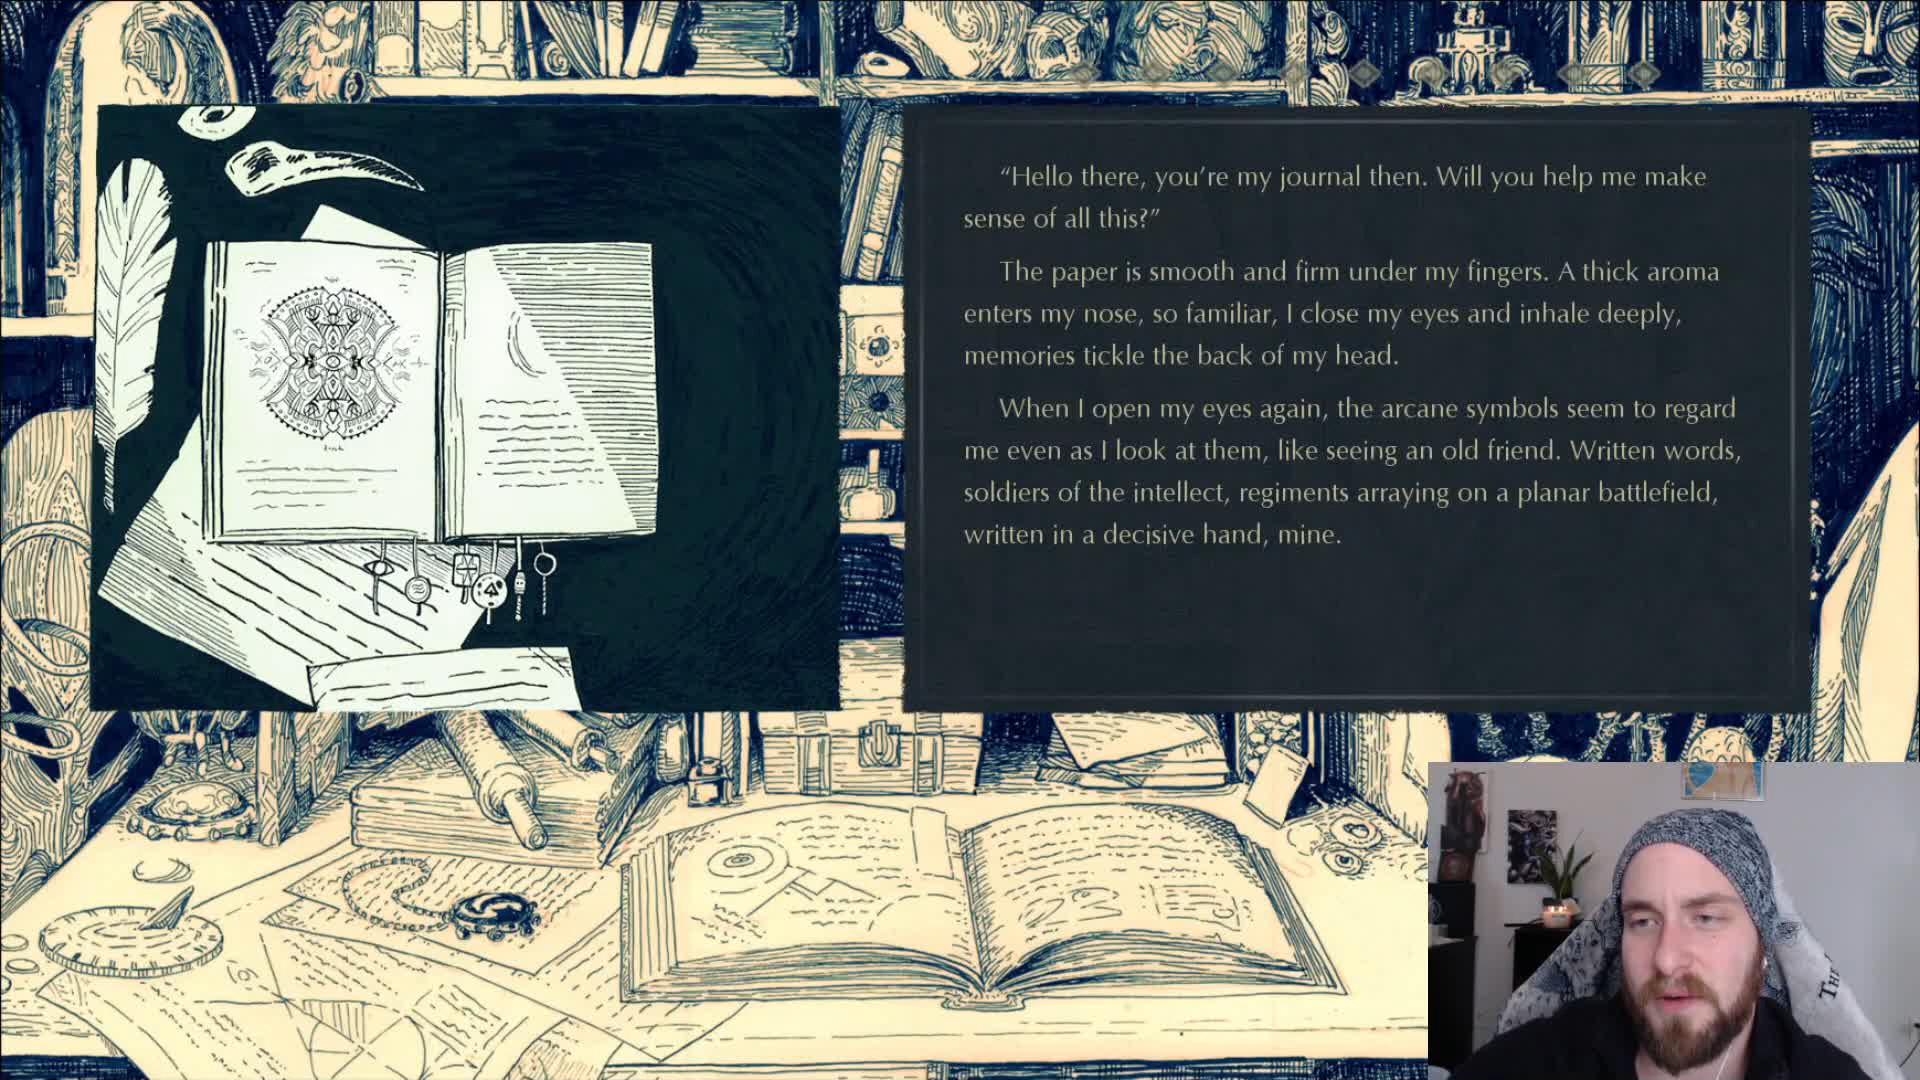 “Hello there, you’re my journal then. Will you help me make
sense of all this?”
The paper is smooth and firm under my fingers. A thick aroma
enters my nose, so familiar, I close my eyes and inhale deeply,
memories tickle the back of my head.
When I open my eyes again, the arcane symbols seem to regard
me even as I look at them, like seeing an old friend. Written words,
soldiers of the intellect, regiments arraying on a planar battlefield,
written in a decisive hand, mine.